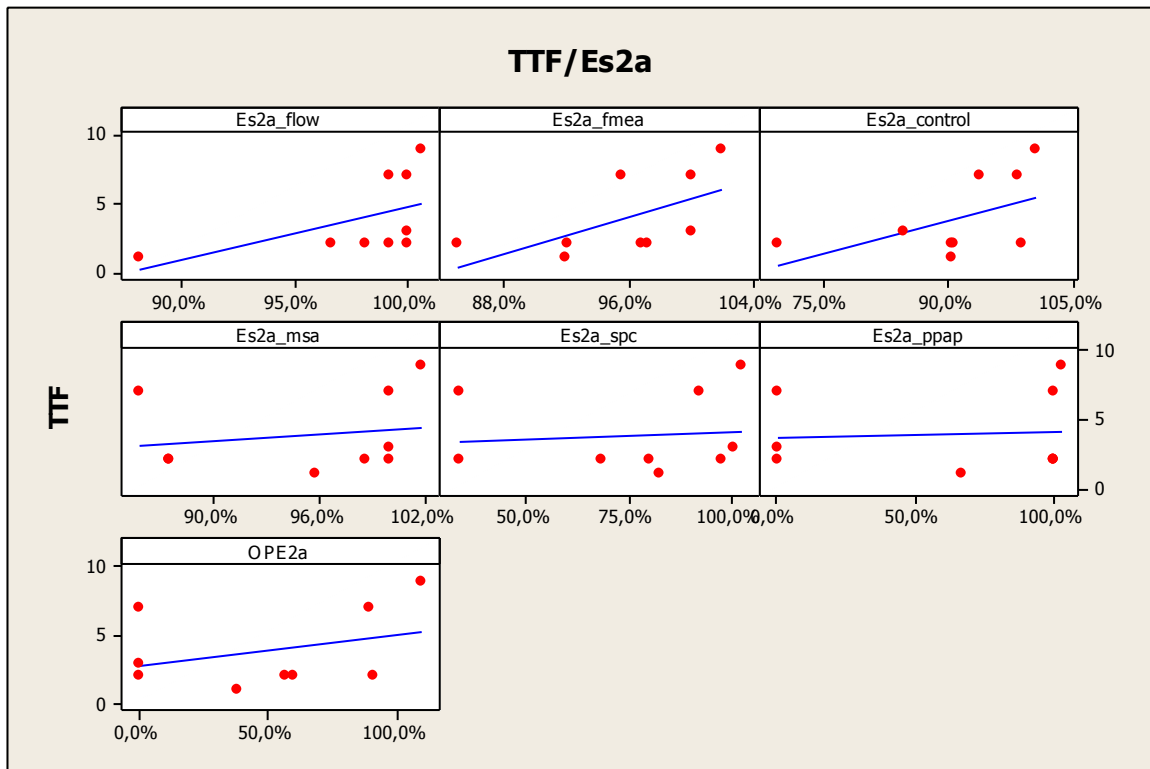 TTF/Es2a
Es2a_flow Es2a_fmea Es2a_control
10
5
0
90,0% 95,0% 100,0% 88,0% 96,0% 104,0% 75,0% 90,0% 105,0%
Es2a_msa Es2a_spc Es2a_ppap
10
5
0
TTF
90,0% 96,0% 102,0% 50,0% 75,0% 100,0% 0,0% 50,0% 100,0%
OPE2a
10
5
0
0,0% 50,0% 100,0%